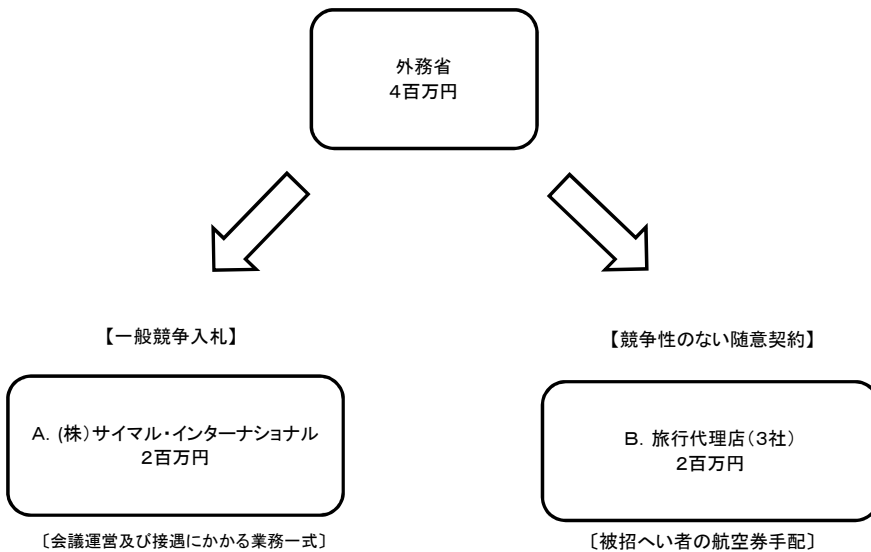 外務省
4百万円
【一般競争入札】
【競争性のない随意契約】
A. (株)サイマル・インターナショナル
2百万円
B. 旅行代理店(3社)
2百万円
〔会議運営及び接遇にかかる業務一式〕
〔被招へい者の航空券手配〕